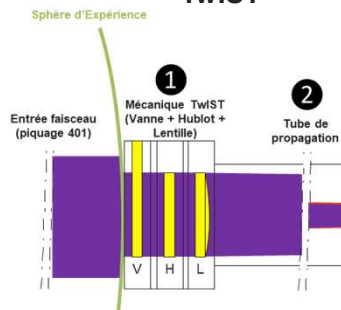 TWIST
Sphère d'Expérience
1
2
Mécanique TwIST
(Vanne + Hublot +
Lentille)
Entrée faisceau
(piquage 401)
Tube de
propagation
V H L